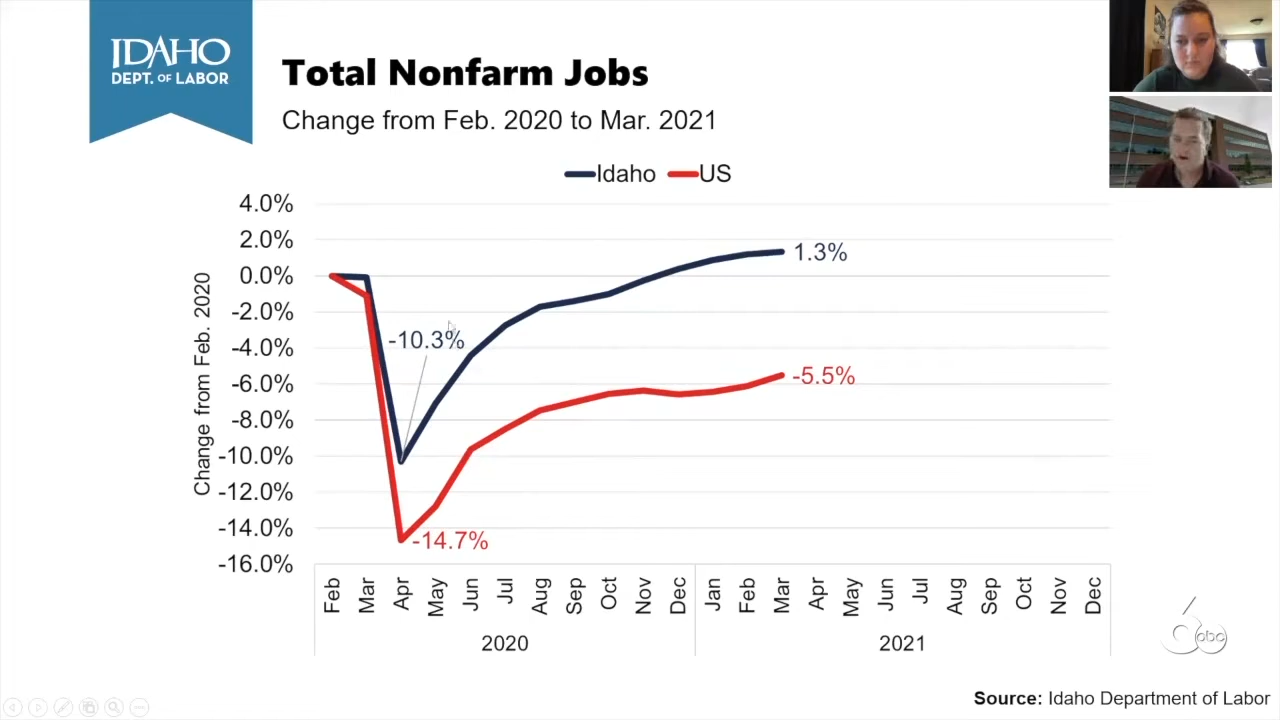 IDAHO
DEPT. OF LABOR
Total Nonfarm Jobs
Change from Feb. 2020 to Mar. 2021
Idaho US
4.0%
2.0%
0.0%
-2.0%
-4.0%
-6.0%
-8.0%
-10.0%
-12.0%
-14.0%
-16.0%
Change from Feb. 2020
1.3%
-10.3%
-5.5%
-14.7%
Feb Mar Apr May Jun Jul Aug Sep Oct Nov Dec Jan Feb Mar Apr May Jun Jul Aug Sep Oct Nov Dec
2020 2021
6 abc
Source: Idaho Department of Labor